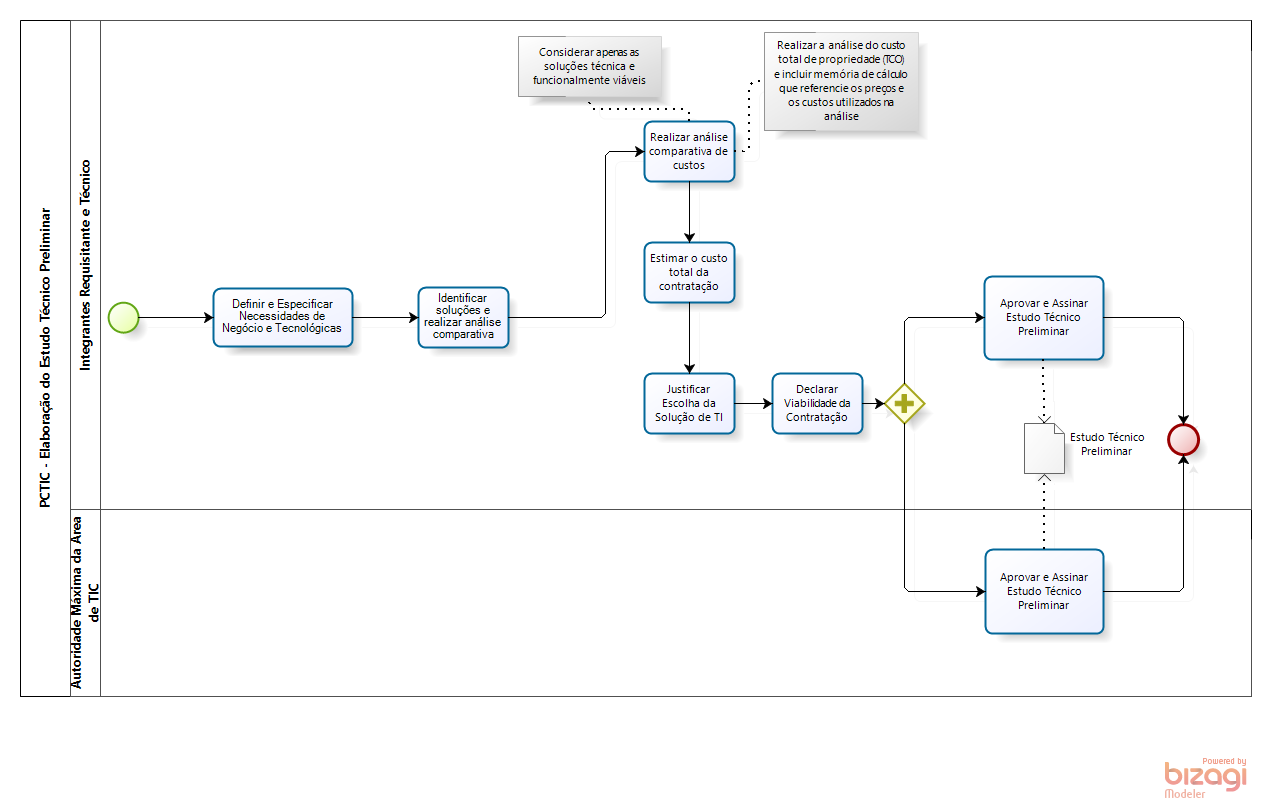 PCTIC - Elaboração do Estudo Técnico Preliminar
Integrantes Requisitante e Técnico
Considerar apenas as
soluções técnica e
funcionalmente viáveis
Realizar a análise do custo
total de propriedade (TCO)
e incluir memória de cálculo
que referencie os preços e
os custos utilizados na
análise
Realizar análise
comparativa de
custos
Estimar o custo
total da
contratação
Definir e Especificar
Necessidades de
Negócio e Tecnológicas
Identificar
soluções e
realizar análise
comparativa
Justificar
Escolha da
Solução de TI
Declarar
Viabilidade da
Contratação
Aprovar e Assinar
Estudo Técnico
Preliminar
Estudo Técnico
Preliminar
Autoridade Máxima da Area
de TIC
Aprovar e Assinar
Estudo Técnico
Preliminar
Powered by
bizagi
Modeler